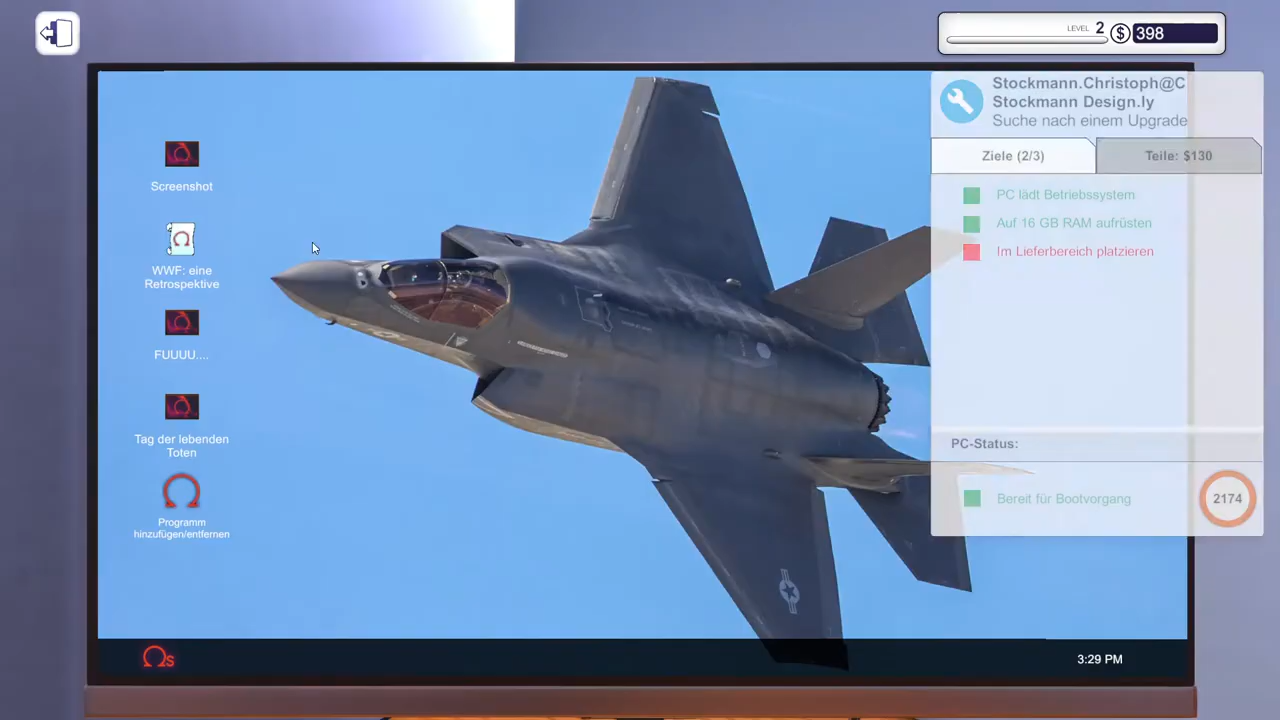 LEVEL 2 $ 398
Stockmann.Christoph@C
Stockmann Design.ly
Suche nach einem Upgrade
Ziele (2/3)
Teile: $130
PC lädt Betriebssystem
Auf 16 GB RAM aufrüsten
Im Lieferbereich platzieren
PC-Status:
Bereit für Bootvorgang
2174
Screenshot
WWF: eine
Retrospektive
FUUUU....
Tag der lebenden
Toten
Programm
hinzufügen/entfernen
Ωs
3:29 PM